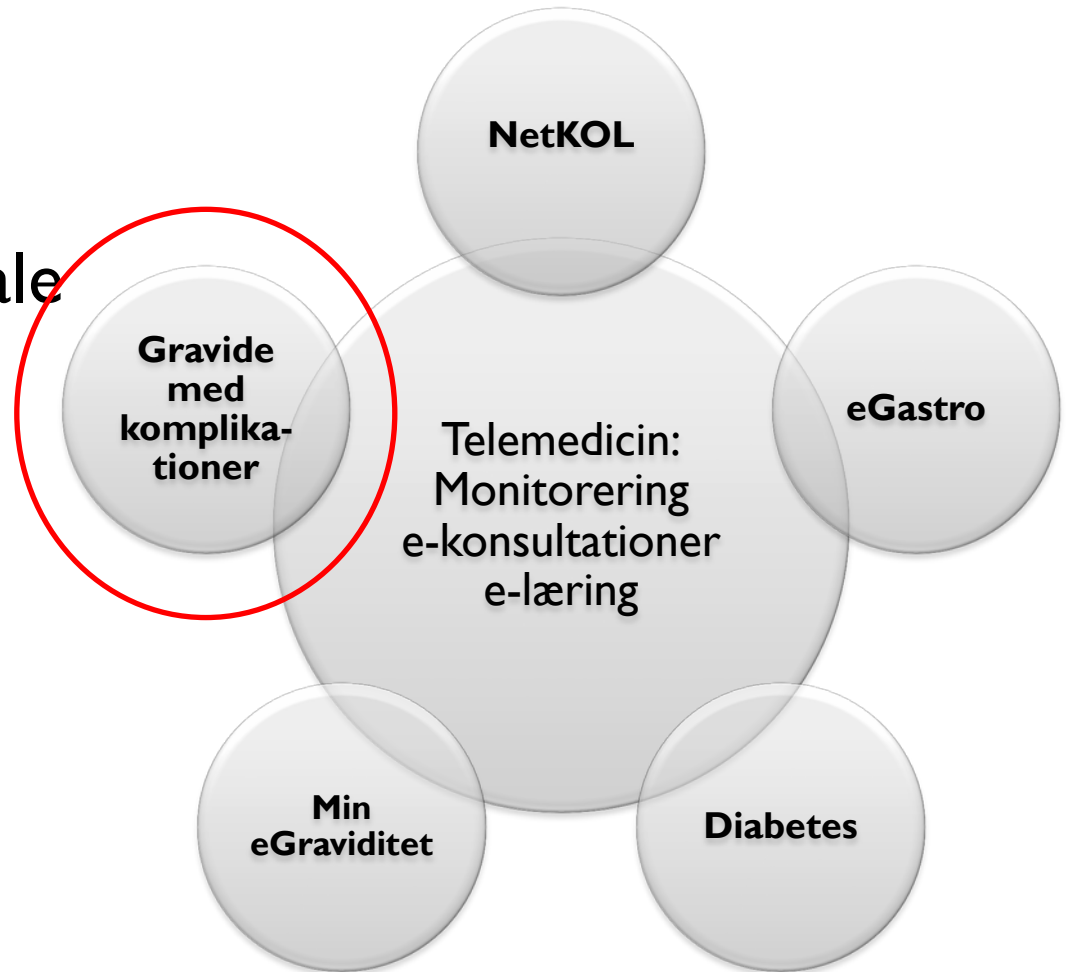 NetKOL
ale
Gravide
med
komplika-
tioner
eGastro
Telemedicin:
Monitorering
e-konsultationer
e-læring
Min
eGraviditet
Diabetes